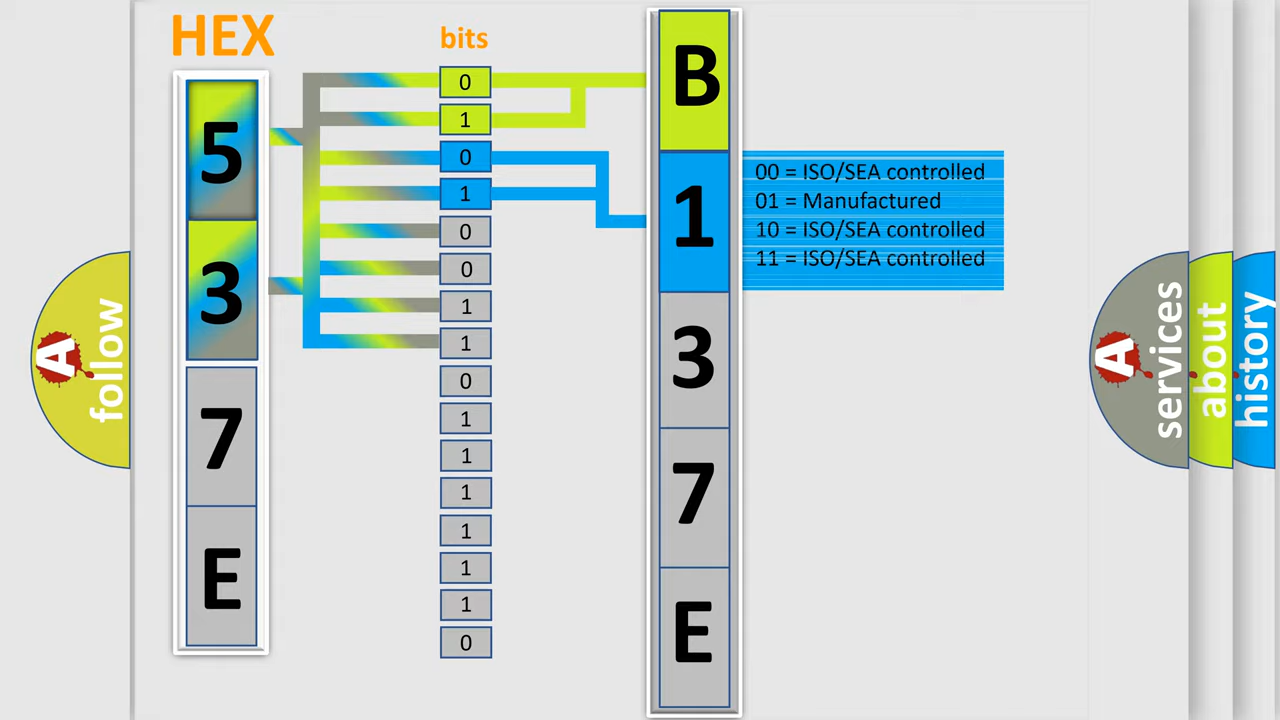 HEX
bits
5
3
7
E
0
1
0
1
0
0
1
1
0
1
1
1
1
1
1
0
B
1
3
7
E
00 = ISO/SEA controlled
01 = Manufactured
10 = ISO/SEA controlled
11 = ISO/SEA controlled
A
follow
A
services
about
history